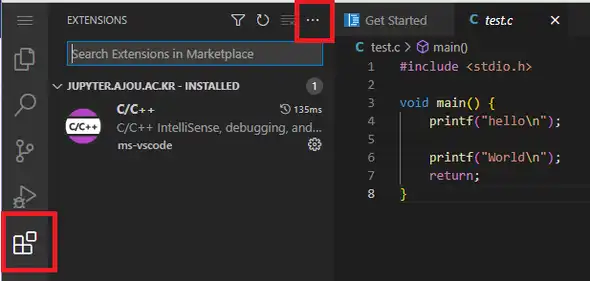 EXTENSIONS
Search Extensions in Marketplace
JUPYTER.AJOU.AC.KR - INSTALLED 1
C/C++ 135ms
C/C++
C/C++ IntelliSense, debugging, and...
ms-vscode
Get Started
C test.c
C test.c > main()
1 #include <stdio.h>
2
3 void main() {
4 printf("hello\n");
5
6 printf("World\n");
7 return;
8 }